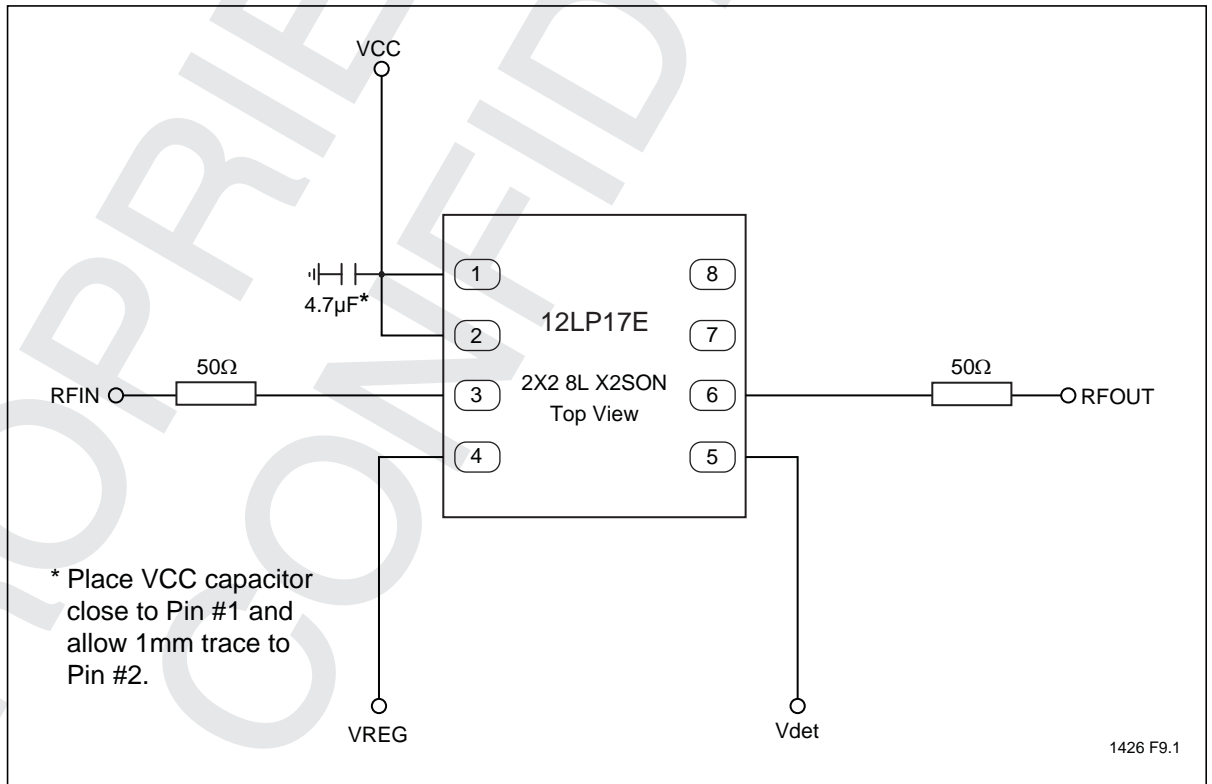 VCC
4.7µF*
1
2
3
4
8
7
6
5
12LP17E
2X2 8L X2SON
Top View
50Ω
RFIN
50Ω
RFOUT
* Place VCC capacitor
close to Pin #1 and
allow 1mm trace to
Pin #2.
VREG
Vdet
1426 F9.1